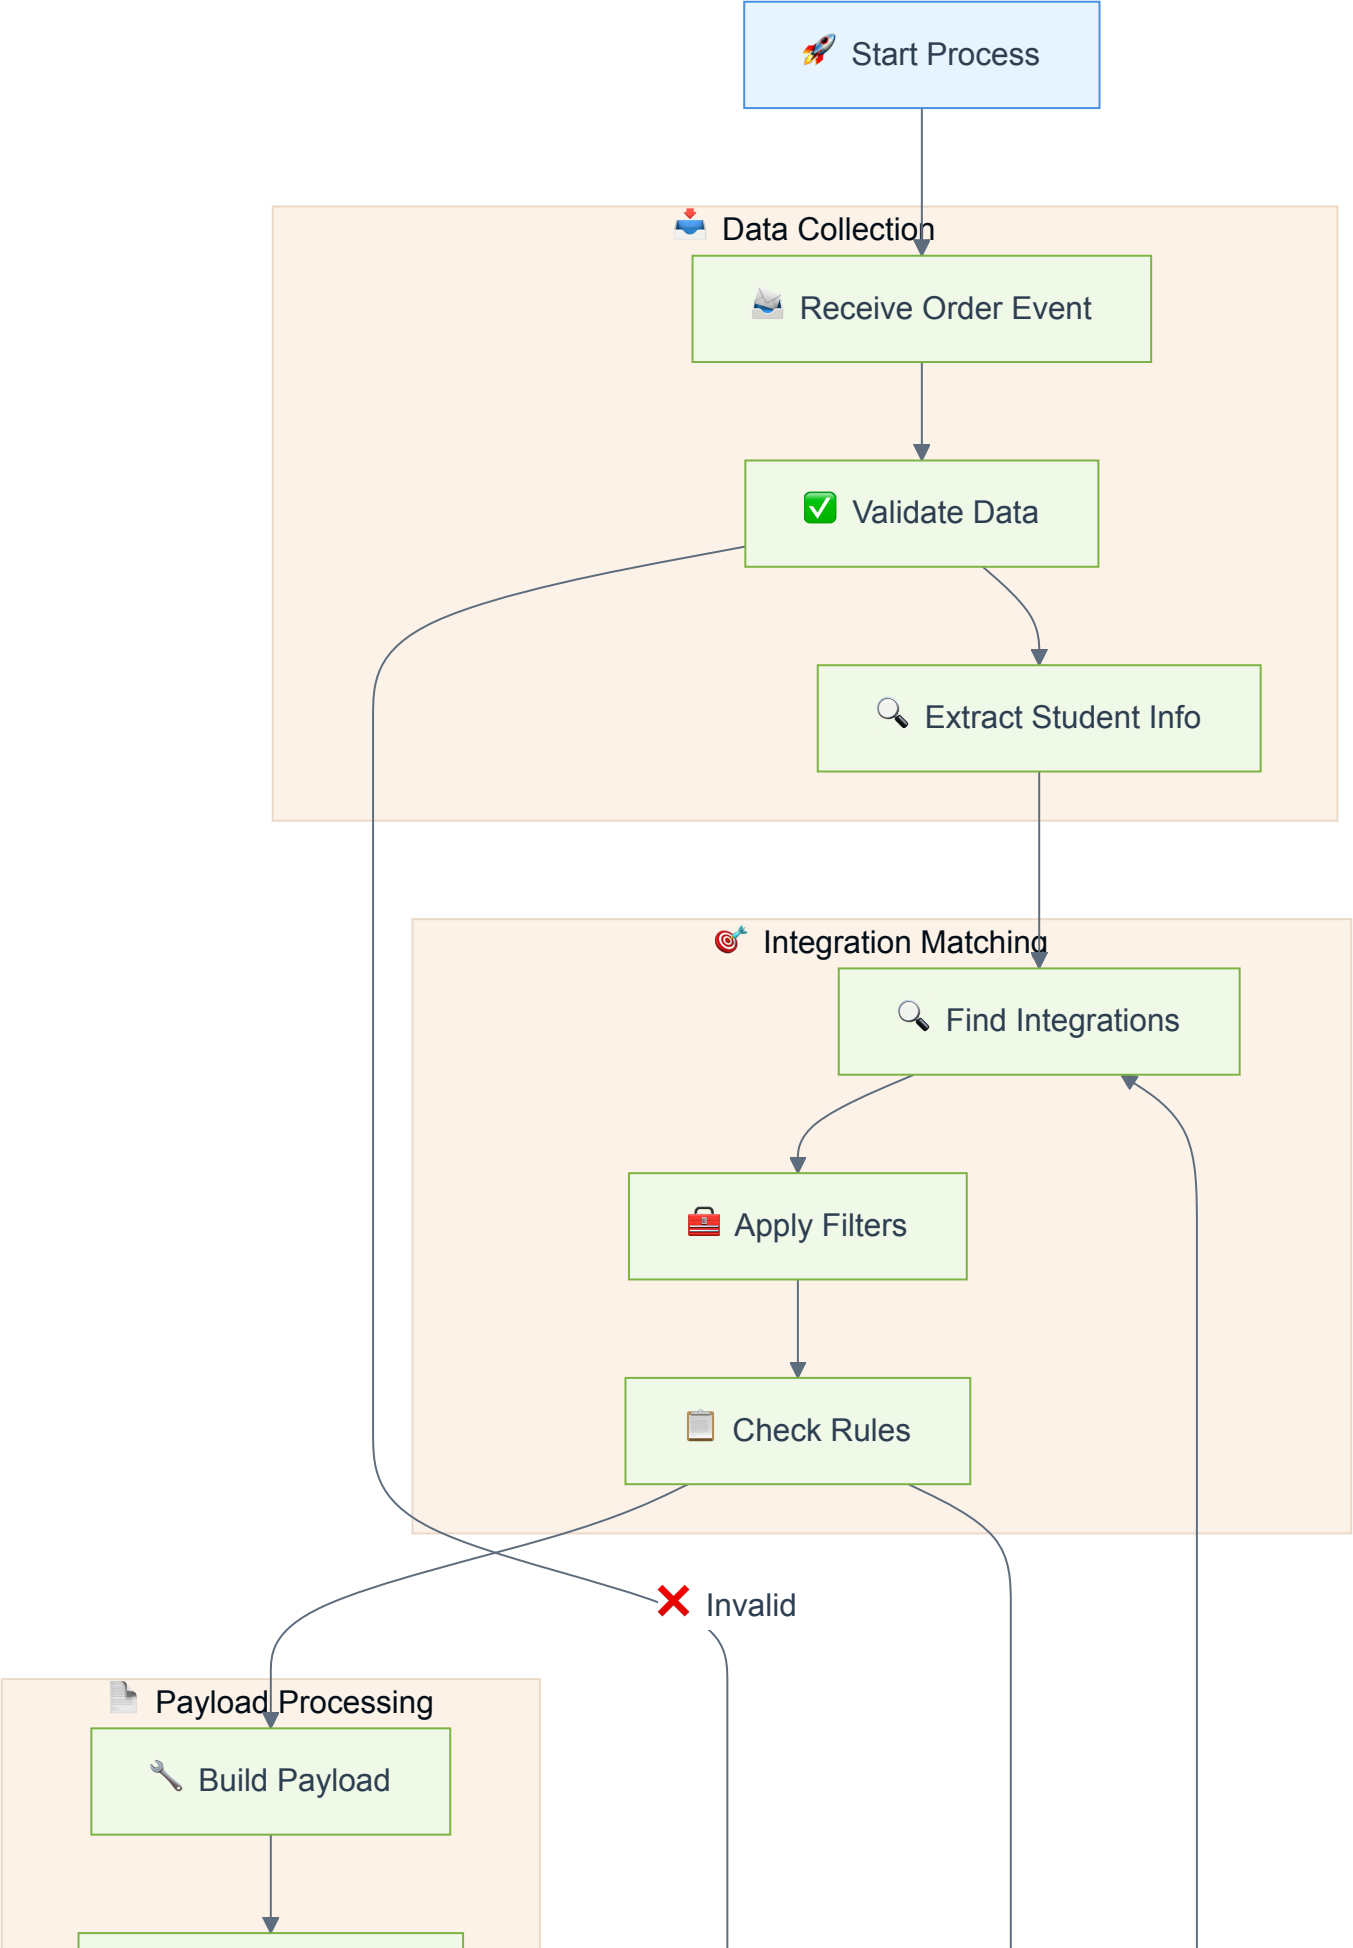 🚀 Start Process
📥 Data Collection
📨 Receive Order Event
✅ Validate Data
🔍 Extract Student Info
🎯 Integration Matching
🔍 Find Integrations
🧰 Apply Filters
📋 Check Rules
❌ Invalid
📄 Payload Processing
🔧 Build Payload